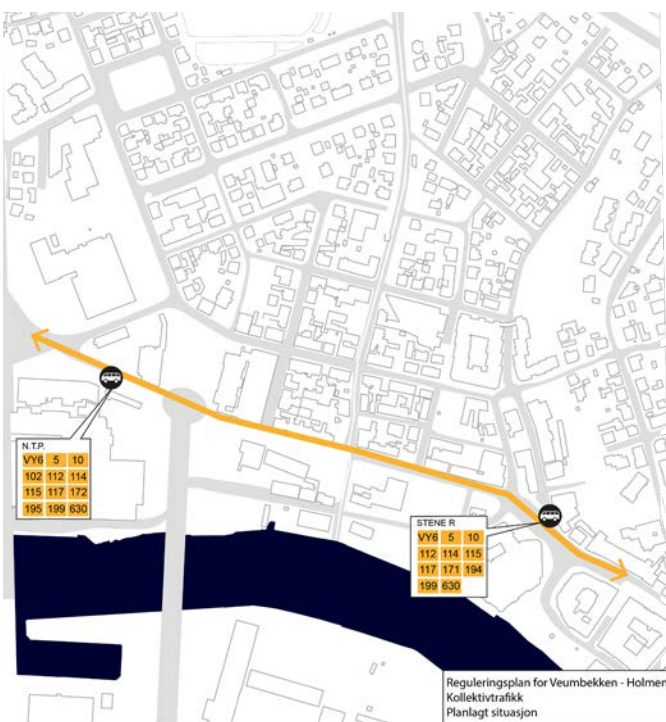 N.T.P.
VY6 5 10
102 112 114
115 117 172
195 199 630
STENE R
VY6 5 10
112 114 115
117 171 194
199 630
Reguleringsplan for Veumbekken - Holmen
Kollektivtrafikk
Planlagt situasjon